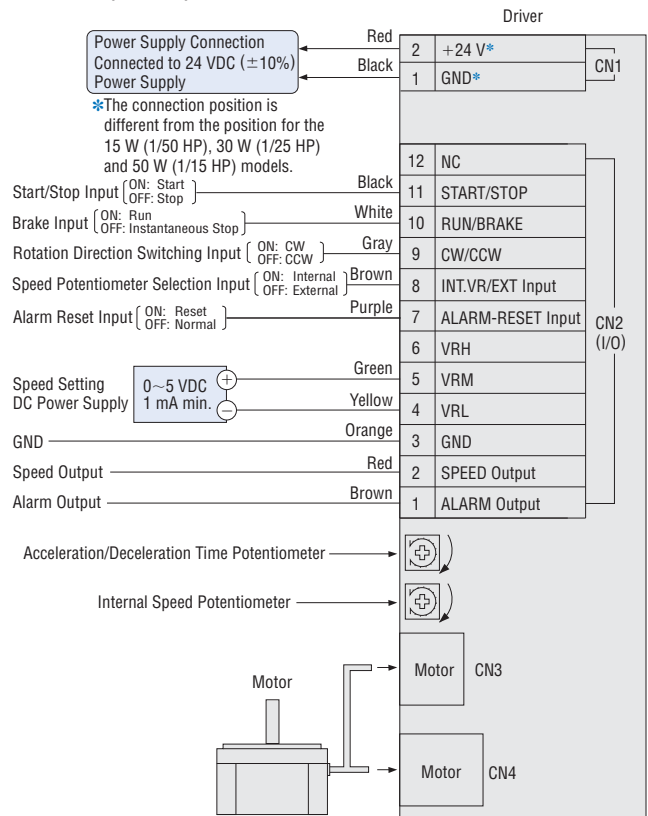 Driver
Power Supply Connection
Connected to 24 VDC (±10%)
Power Supply
Red
Black
2 +24 V*
1 GND*
CN1
*The connection position is
different from the position for the
15 W (1/50 HP), 30 W (1/25 HP)
and 50 W (1/15 HP) models.
12 NC
Start/Stop Input [ON: Start OFF: Stop] Black 11 START/STOP
Brake Input [ON: Run OFF: Instantaneous Stop] White 10 RUN/BRAKE
Rotation Direction Switching Input [ON: CW OFF: CCW] Gray 9 CW/CCW
Speed Potentiometer Selection Input [ON: Internal OFF: External] Brown 8 INT.VR/EXT Input
Alarm Reset Input [ON: Reset OFF: Normal] Purple 7 ALARM-RESET Input
CN2
(I/O)
6 VRH
Speed Setting
DC Power Supply
0~5 VDC
1 mA min.
+
−
Green 5 VRM
Yellow 4 VRL
GND Orange 3 GND
Speed Output Red 2 SPEED Output
Alarm Output Brown 1 ALARM Output
Acceleration/Deceleration Time Potentiometer
Internal Speed Potentiometer
Motor CN3
Motor
Motor CN4